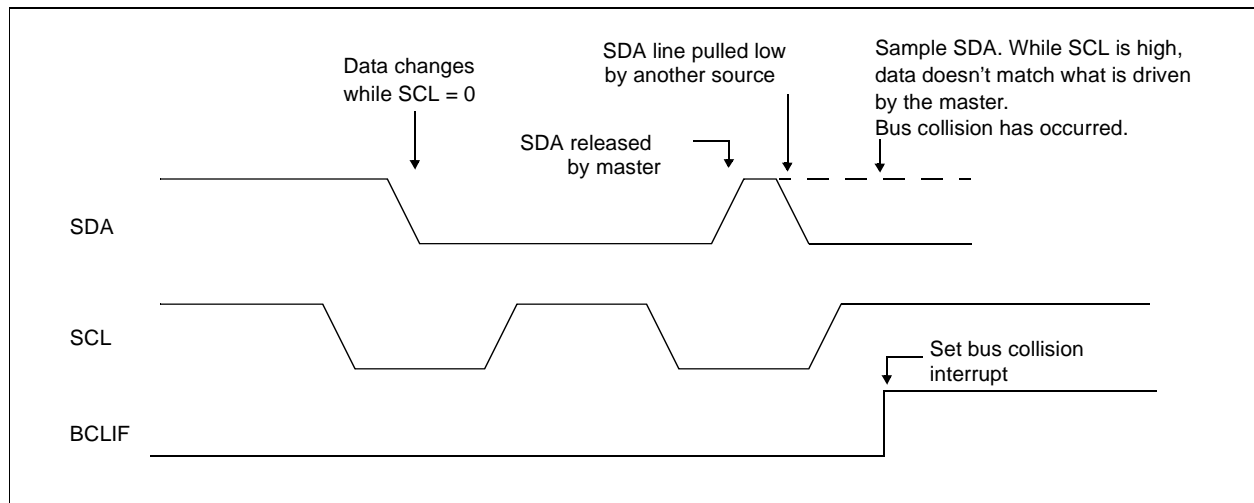 Data changes
while SCL = 0
SDA line pulled low
by another source
Sample SDA. While SCL is high,
data doesn’t match what is driven
by the master.
Bus collision has occurred.
SDA released
by master
SDA
SCL
Set bus collision
interrupt
BCLIF